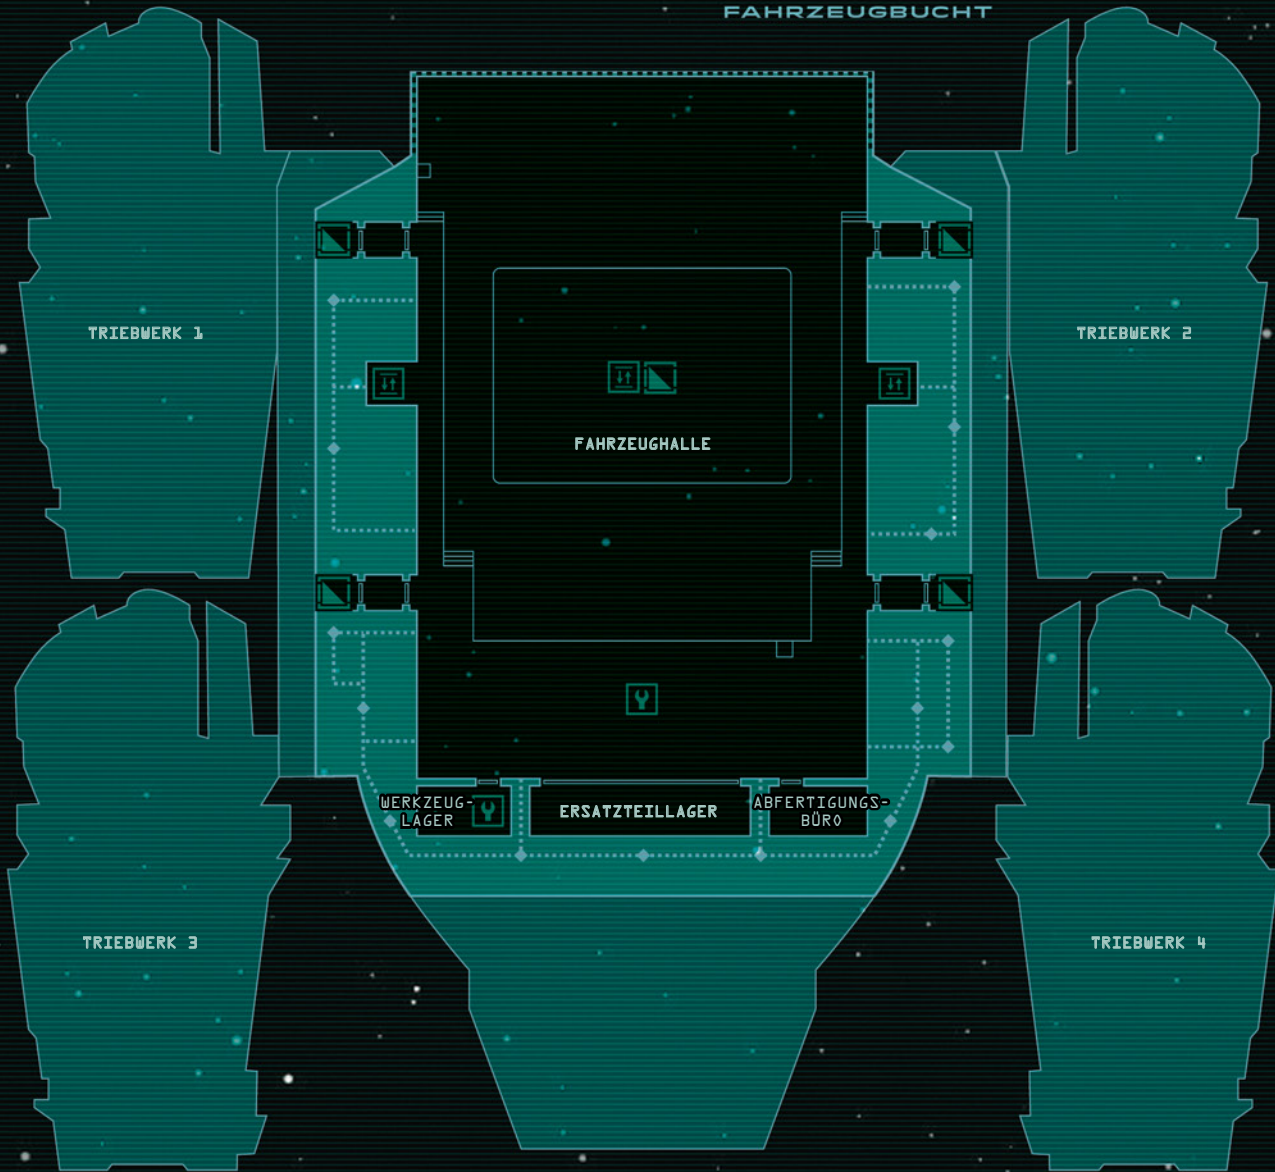 FAHRZEUGBUCHT
TRIEBWERK 1
TRIEBWERK 2
FAHRZEUGHALLE
WERKZEUG-
LAGER
ERSATZTEILLAGER
ABFERTIGUNGS-
BÜRO
TRIEBWERK 3
TRIEBWERK 4